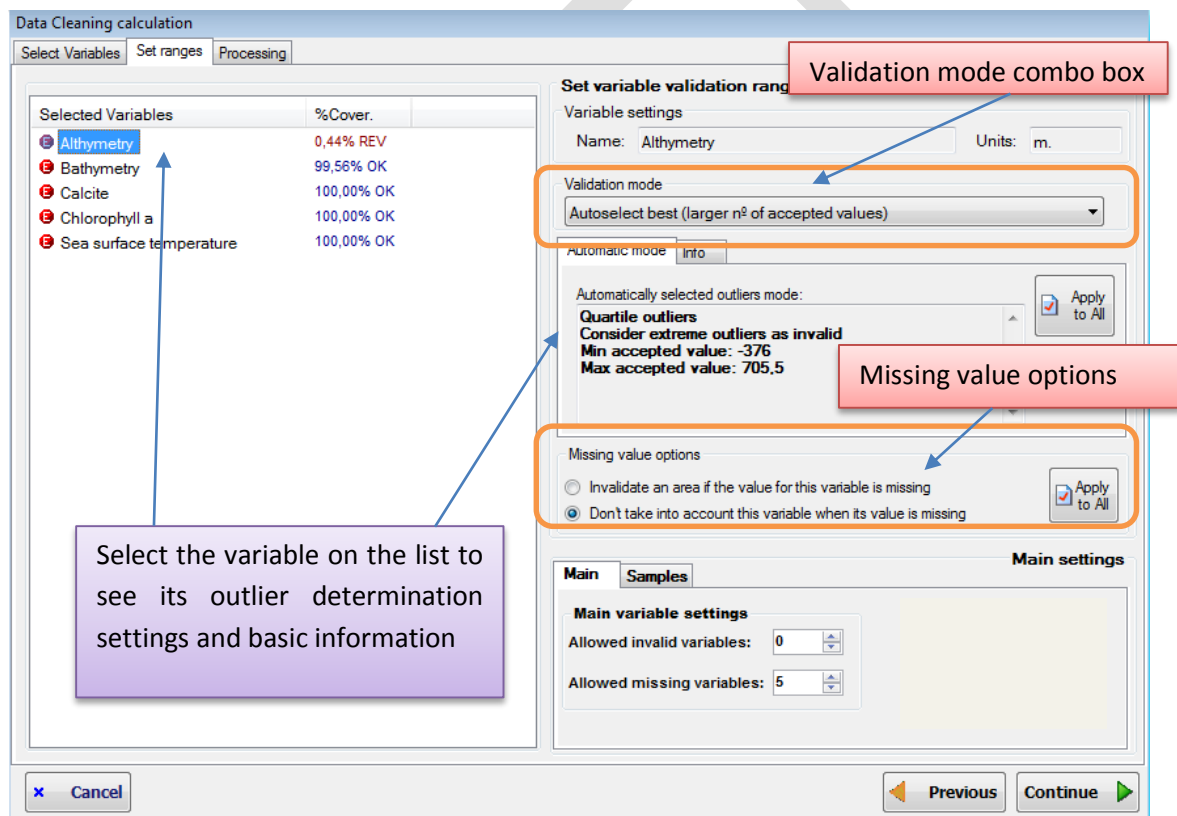 Data Cleaning calculation
Select Variables Set ranges Processing
Selected Variables %Cover.
E Althymetry 0,44% REV
E Bathymetry 99,56% OK
E Calcite 100,00% OK
E Chlorophyll a 100,00% OK
E Sea surface temperature 100,00% OK
Select the variable on the list to
see its outlier determination
settings and basic information
Set variable validation rang
Validation mode combo box
Variable settings
Name: Althymetry Units: m.
Validation mode
Autoselect best (larger nº of accepted values)
Automatic mode Info
Automatically selected outliers mode:
Quartile outliers
Consider extreme outliers as invalid
Min accepted value: -376
Max accepted value: 705,5
Apply
to All
Missing value options
Missing value options
Invalidate an area if the value for this variable is missing
Don't take into account this variable when its value is missing
Apply
to All
Main settings
Main Samples
Main variable settings
Allowed invalid variables: 0
Allowed missing variables: 5
Cancel Previous Continue